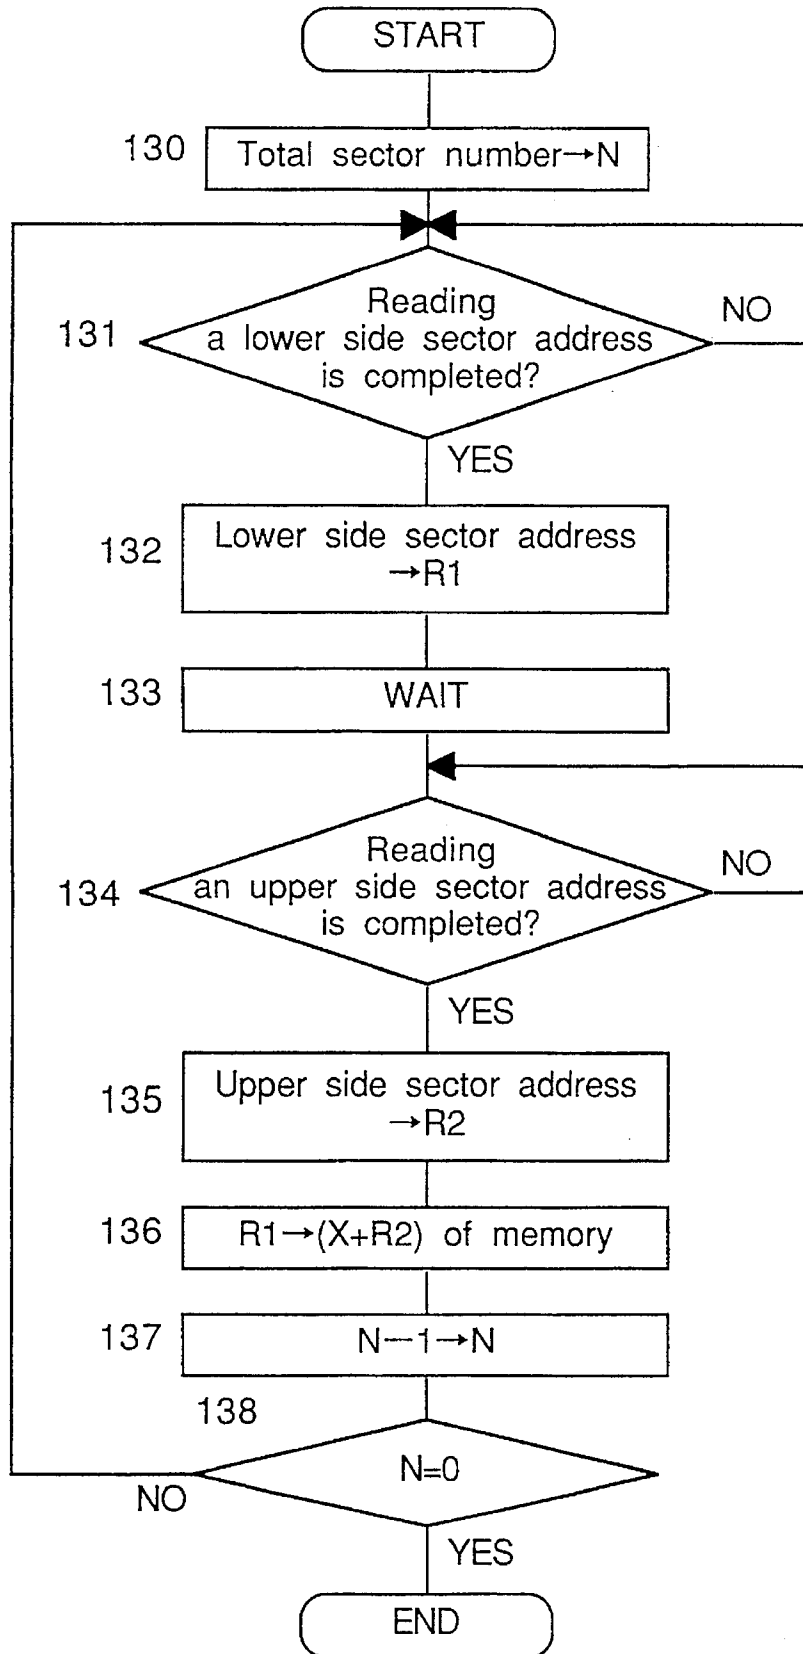 START
130
Total sector number→N
131
Reading
a lower side sector address
is completed?
NO
YES
132
Lower side sector address
→R1
133
WAIT
134
Reading
an upper side sector address
is completed?
NO
YES
135
Upper side sector address
→R2
136
R1→(X+R2) of memory
137
N−1→N
138
N=0
NO
YES
END